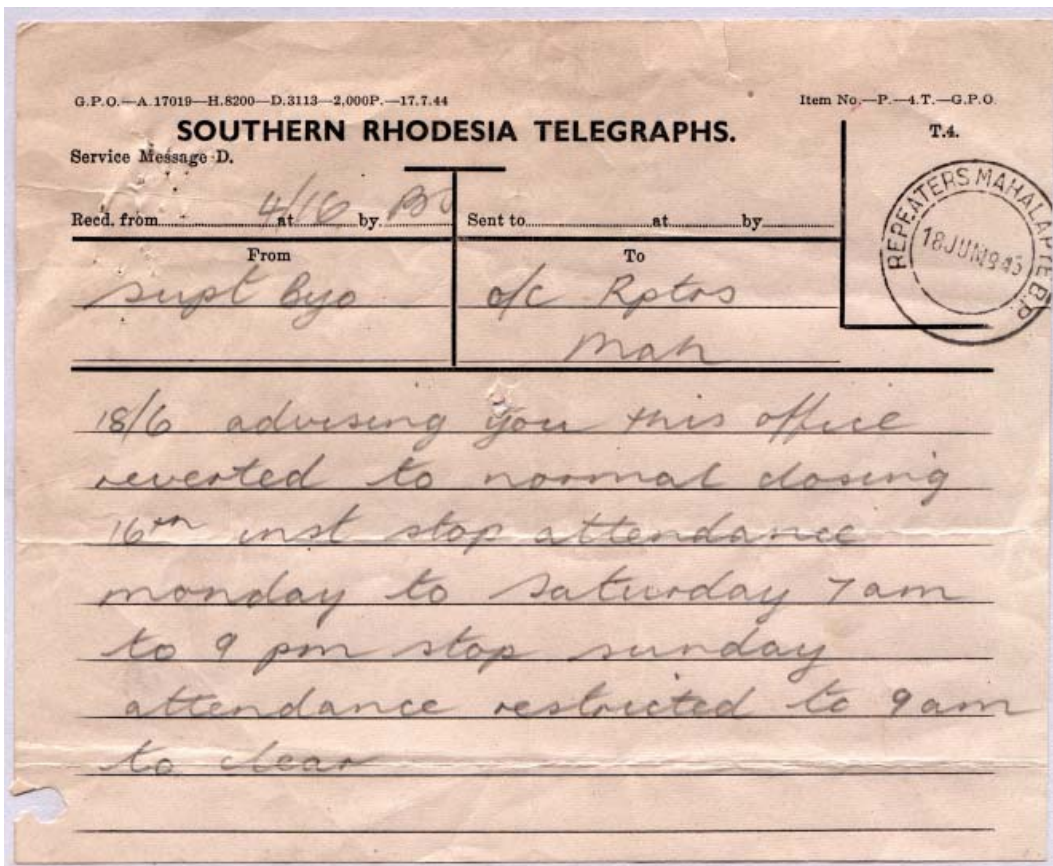 G.P.O.—A.17019—H.8200—D.3113—2,000P.—17.7.44
Item No.—P.—4.T.—G.P.O.
SOUTHERN RHODESIA TELEGRAPHS.
T.4.
Service Message D.
Recd. from 4/16 at by
Sent to at by
REPEATERS MAHALAPYE B.P.
18 JUN 1945
From
To
Supt Byo
o/c Rptrs
Mah
18/6 advising you this office
reverted to normal closing
16th inst stop attendance
monday to Saturday 7am
to 9 pm stop sunday
attendance restricted to 9am
to clear